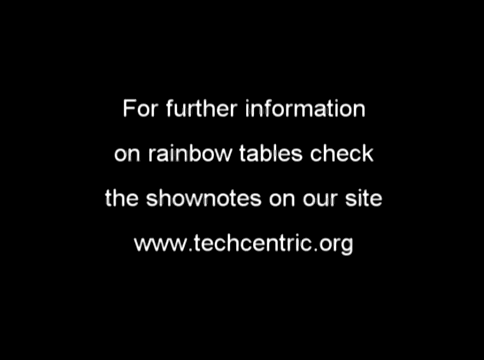 For further information
on rainbow tables check
the shownotes on our site
www.techcentric.org